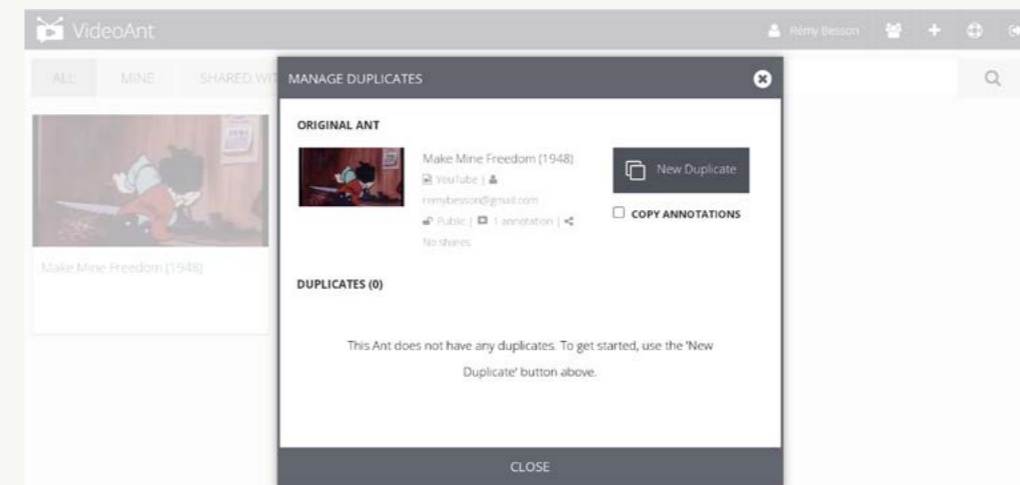 VideoAnt
Rémy Besson
ALL MINE SHARED WIT
MANAGE DUPLICATES
ORIGINAL ANT
Make Mine Freedom (1948)
YouTube |
remybesson@gmail.com
Public | 1 annotation |
No shares
New Duplicate
COPY ANNOTATIONS
Make Mine Freedom (1948)
DUPLICATES (0)
This Ant does not have any duplicates. To get started, use the 'New
Duplicate' button above.
CLOSE